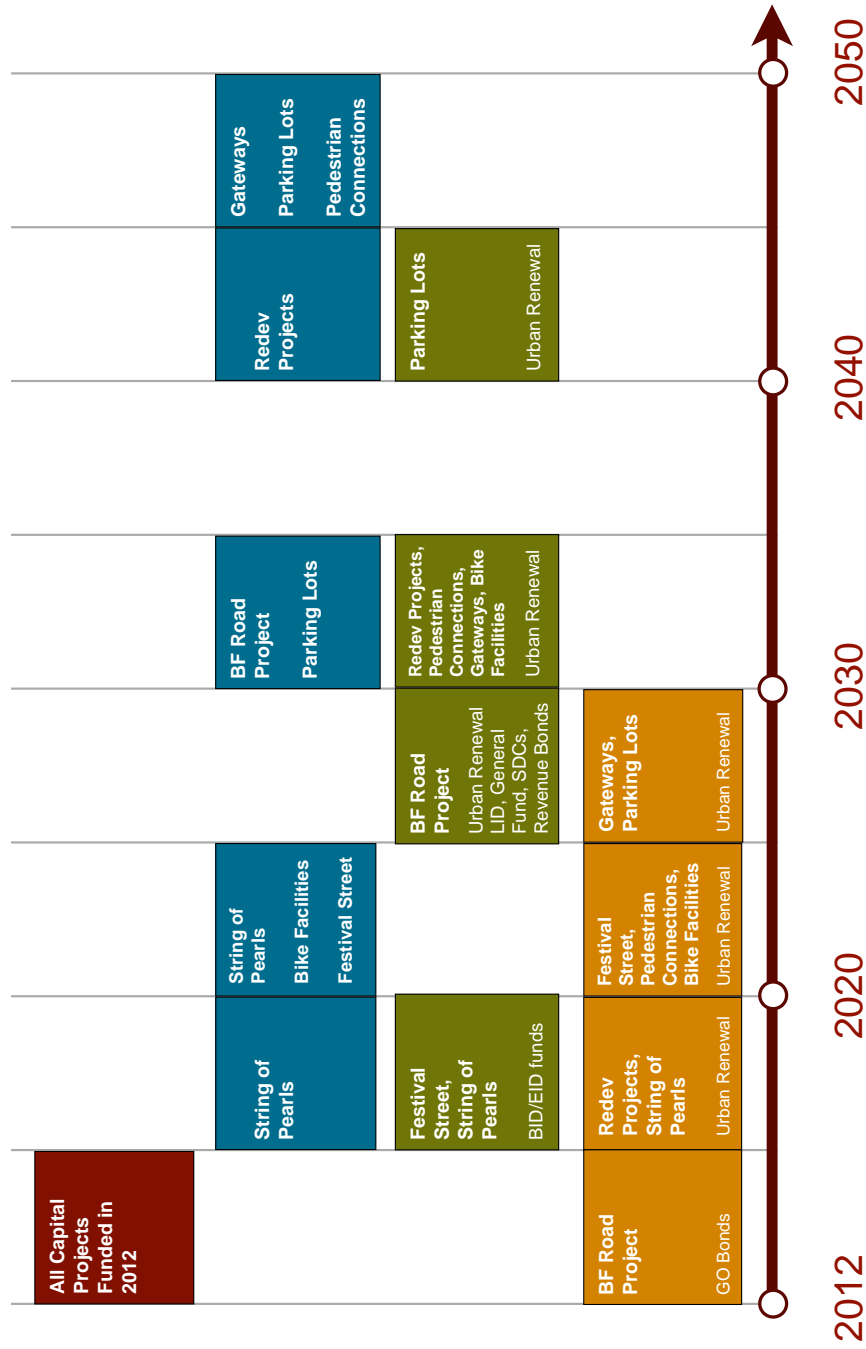 All Capital
Projects
Funded in
2012
String of
Pearls
String of
Pearls
Bike Facilities
Festival Street
BF Road
Project
Parking Lots
Redev
Projects
Gateways
Parking Lots
Pedestrian
Connections
Festival
Street,
String of
Pearls
BID/EID funds
BF Road
Project
Urban Renewal
LID, General
Fund, SDCs,
Revenue Bonds
Redev Projects,
Pedestrian
Connections,
Gateways, Bike
Facilities
Urban Renewal
Parking Lots
Urban Renewal
BF Road
Project
GO Bonds
Redev
Projects,
String of
Pearls
Urban Renewal
Festival
Street,
Pedestrian
Connections,
Bike Facilities
Urban Renewal
Gateways,
Parking Lots
Urban Renewal
2012
2020
2030
2040
2050